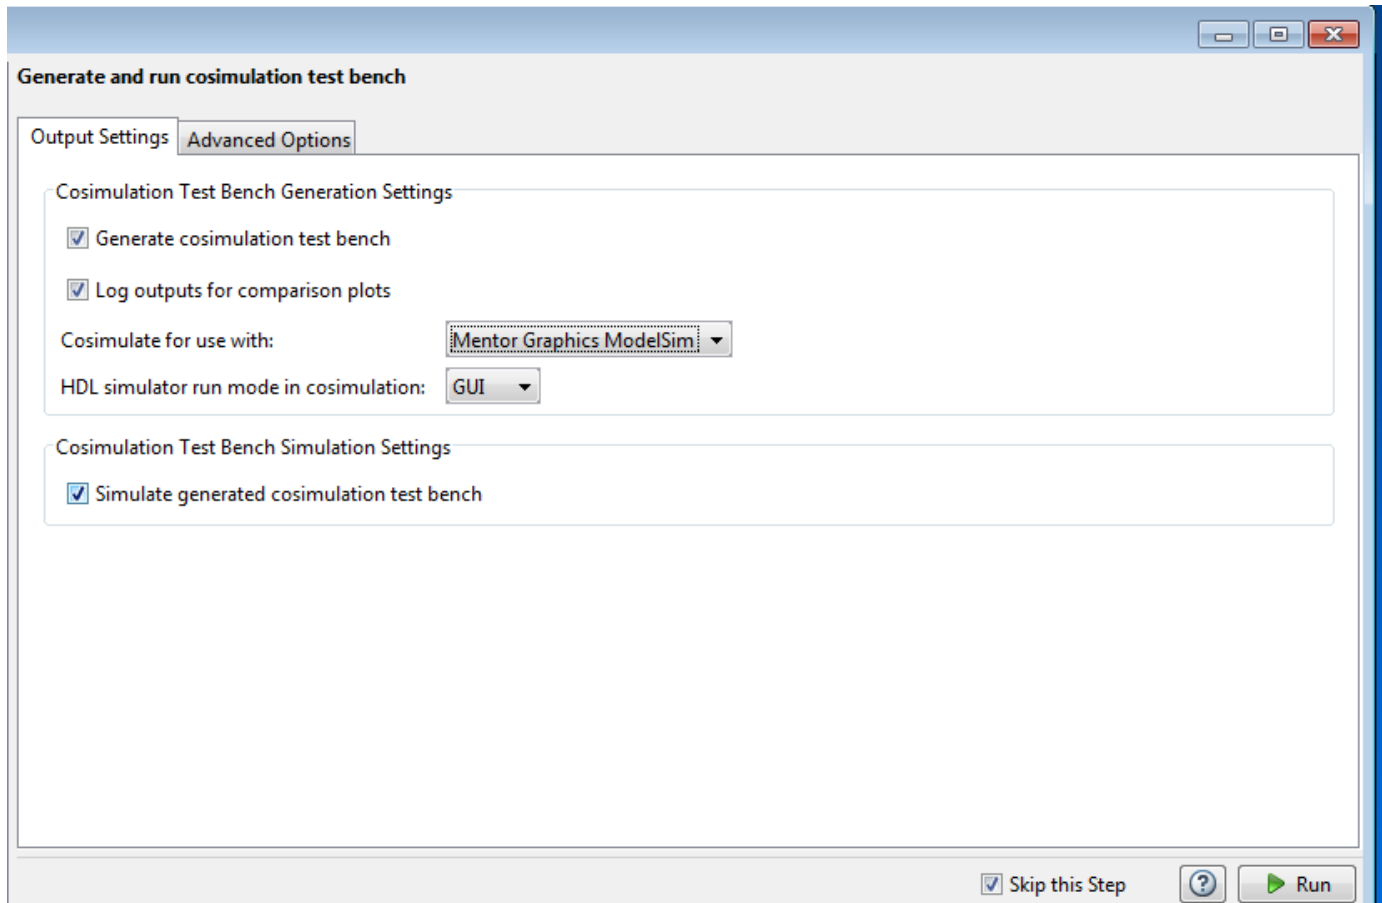 Generate and run cosimulation test bench
Output Settings
Advanced Options
Cosimulation Test Bench Generation Settings
Generate cosimulation test bench
Log outputs for comparison plots
Cosimulate for use with: Mentor Graphics ModelSim
HDL simulator run mode in cosimulation: GUI
Cosimulation Test Bench Simulation Settings
Simulate generated cosimulation test bench
Skip this Step
?
Run